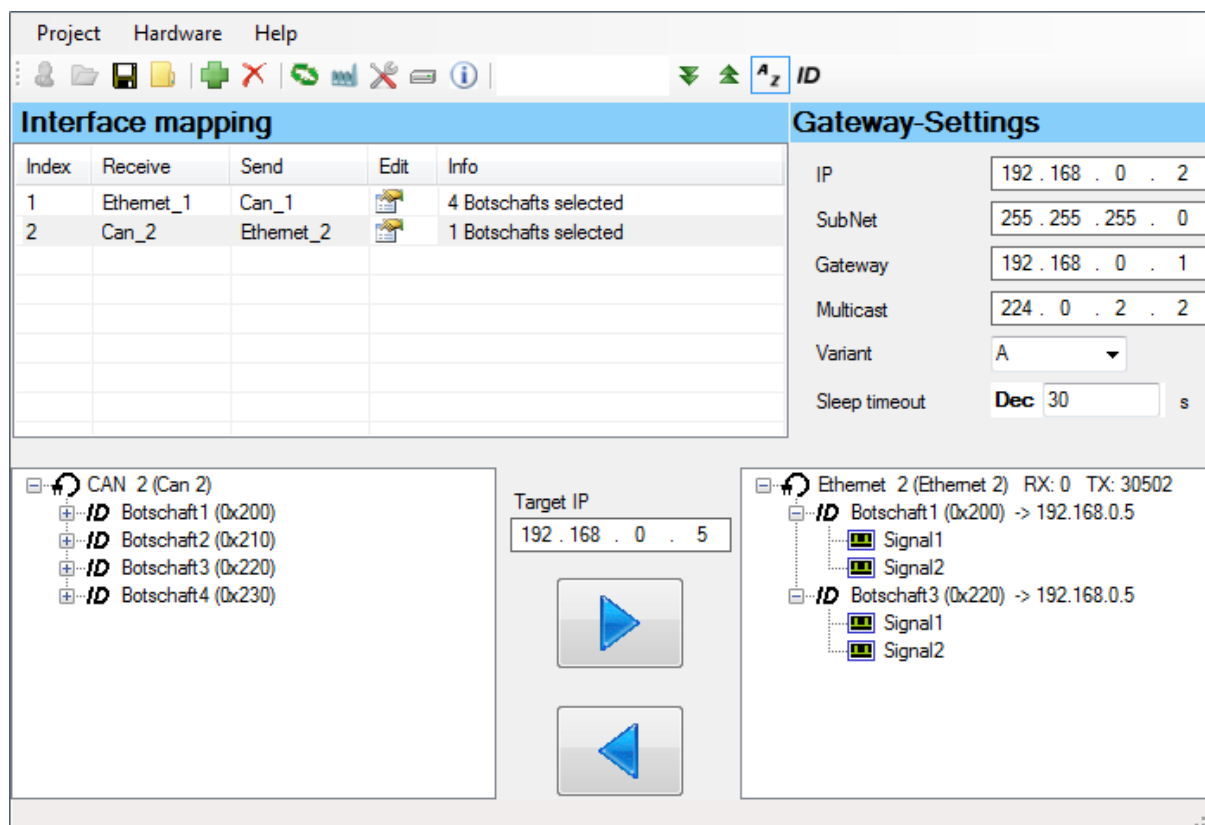 Project Hardware Help
A Z ID
Interface mapping
Index Receive Send Edit Info
1 Ethernet_1 Can_1 4 Botschafts selected
2 Can_2 Ethernet_2 1 Botschafts selected
Gateway-Settings
IP 192 . 168 . 0 . 2
SubNet 255 . 255 . 255 . 0
Gateway 192 . 168 . 0 . 1
Multicast 224 . 0 . 2 . 2
Variant A
Sleep timeout Dec 30 s
CAN 2 (Can 2)
ID Botschaft1 (0x200)
ID Botschaft2 (0x210)
ID Botschaft3 (0x220)
ID Botschaft4 (0x230)
Target IP
192 . 168 . 0 . 5
Ethernet 2 (Ethernet 2) RX: 0 TX: 30502
ID Botschaft1 (0x200) -> 192.168.0.5
Signal1
Signal2
ID Botschaft3 (0x220) -> 192.168.0.5
Signal1
Signal2